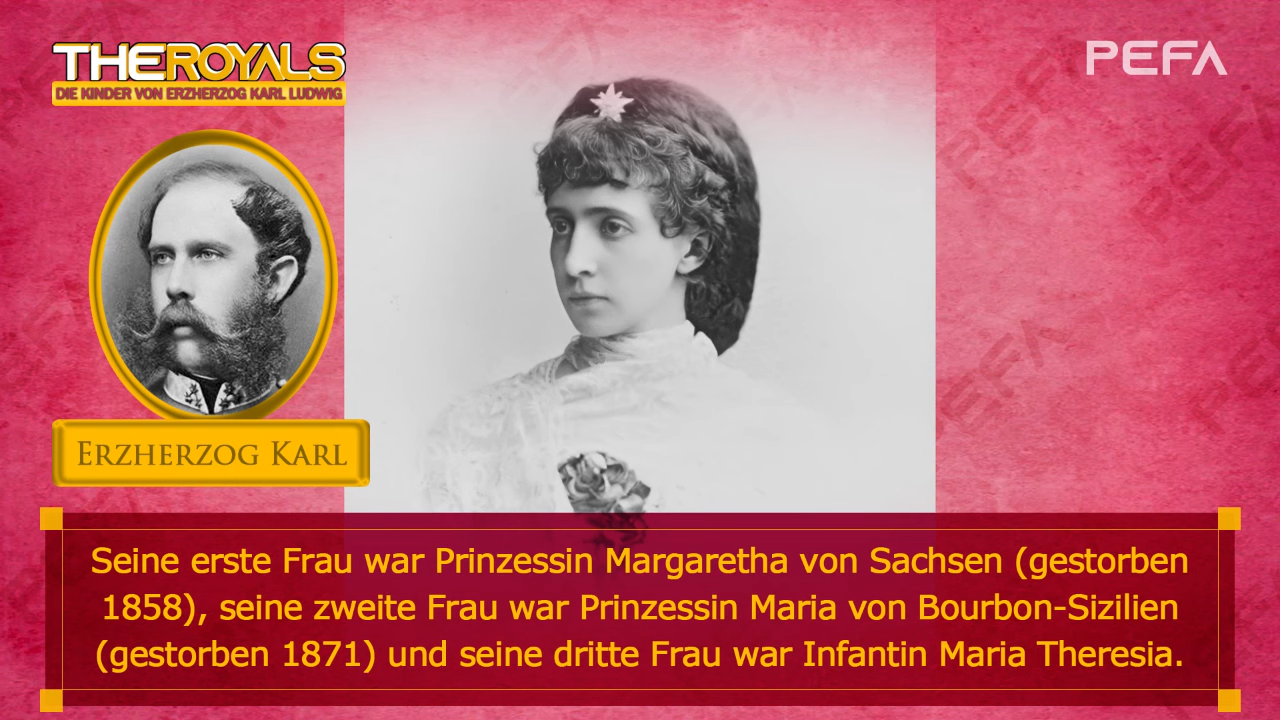 THEROYALS
DIE KINDER VON ERZHERZOG KARL LUDWIG
PEFA
ERZHERZOG KARL
Seine erste Frau war Prinzessin Margaretha von Sachsen (gestorben
1858), seine zweite Frau war Prinzessin Maria von Bourbon-Sizilien
(gestorben 1871) und seine dritte Frau war Infantin Maria Theresia.